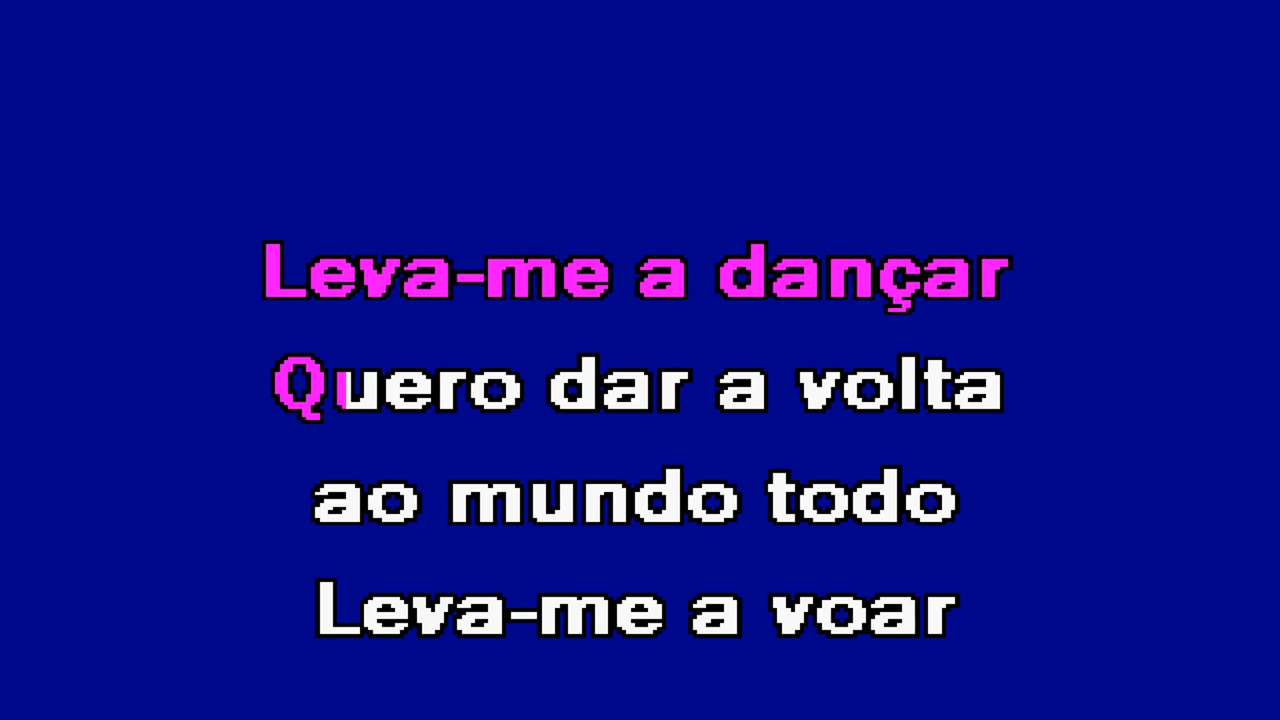 Leva-me a dançar
Quero dar a volta
ao mundo todo
Leva-me a voar